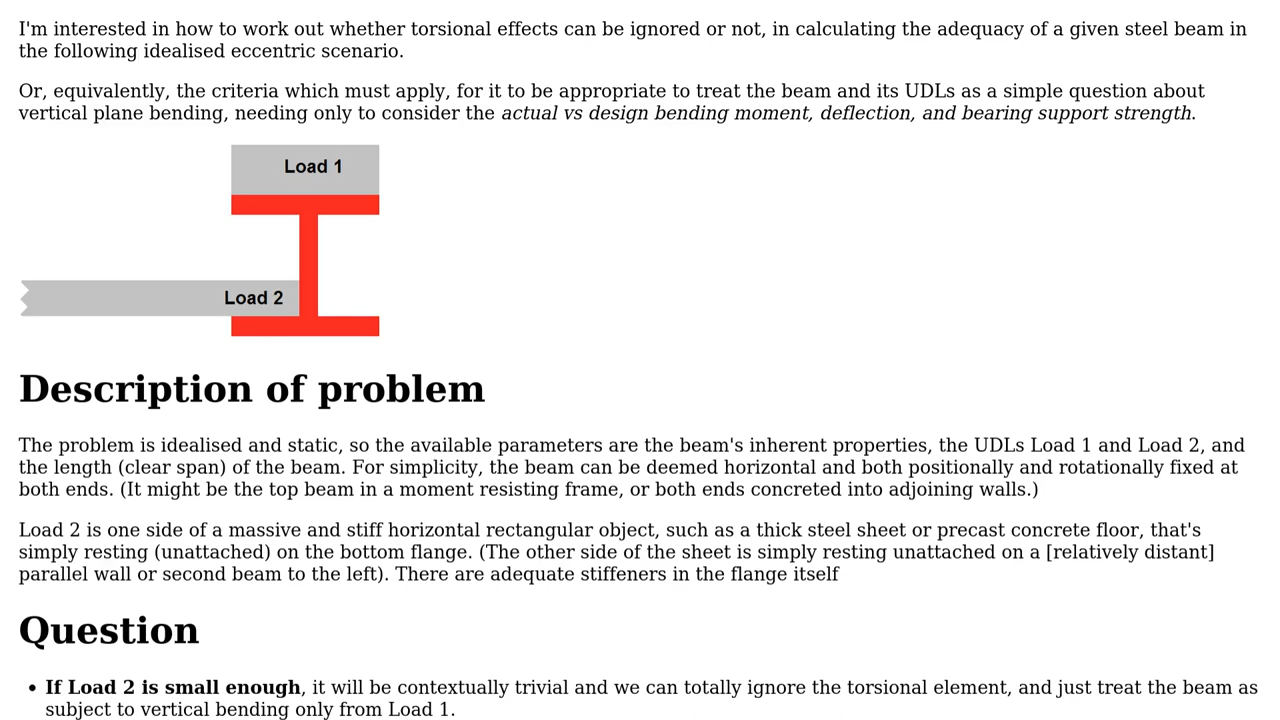 I'm interested in how to work out whether torsional effects can be ignored or not, in calculating the adequacy of a given steel beam in
the following idealised eccentric scenario.
Or, equivalently, the criteria which must apply, for it to be appropriate to treat the beam and its UDLs as a simple question about
vertical plane bending, needing only to consider the actual vs design bending moment, deflection, and bearing support strength.
Load 1
Load 2
Description of problem
The problem is idealised and static, so the available parameters are the beam's inherent properties, the UDLs Load 1 and Load 2, and
the length (clear span) of the beam. For simplicity, the beam can be deemed horizontal and both positionally and rotationally fixed at
both ends. (It might be the top beam in a moment resisting frame, or both ends concreted into adjoining walls.)
Load 2 is one side of a massive and stiff horizontal rectangular object, such as a thick steel sheet or precast concrete floor, that's
simply resting (unattached) on the bottom flange. (The other side of the sheet is simply resting unattached on a [relatively distant]
parallel wall or second beam to the left). There are adequate stiffeners in the flange itself
Question
• If Load 2 is small enough, it will be contextually trivial and we can totally ignore the torsional element, and just treat the beam as
subject to vertical bending only from Load 1.